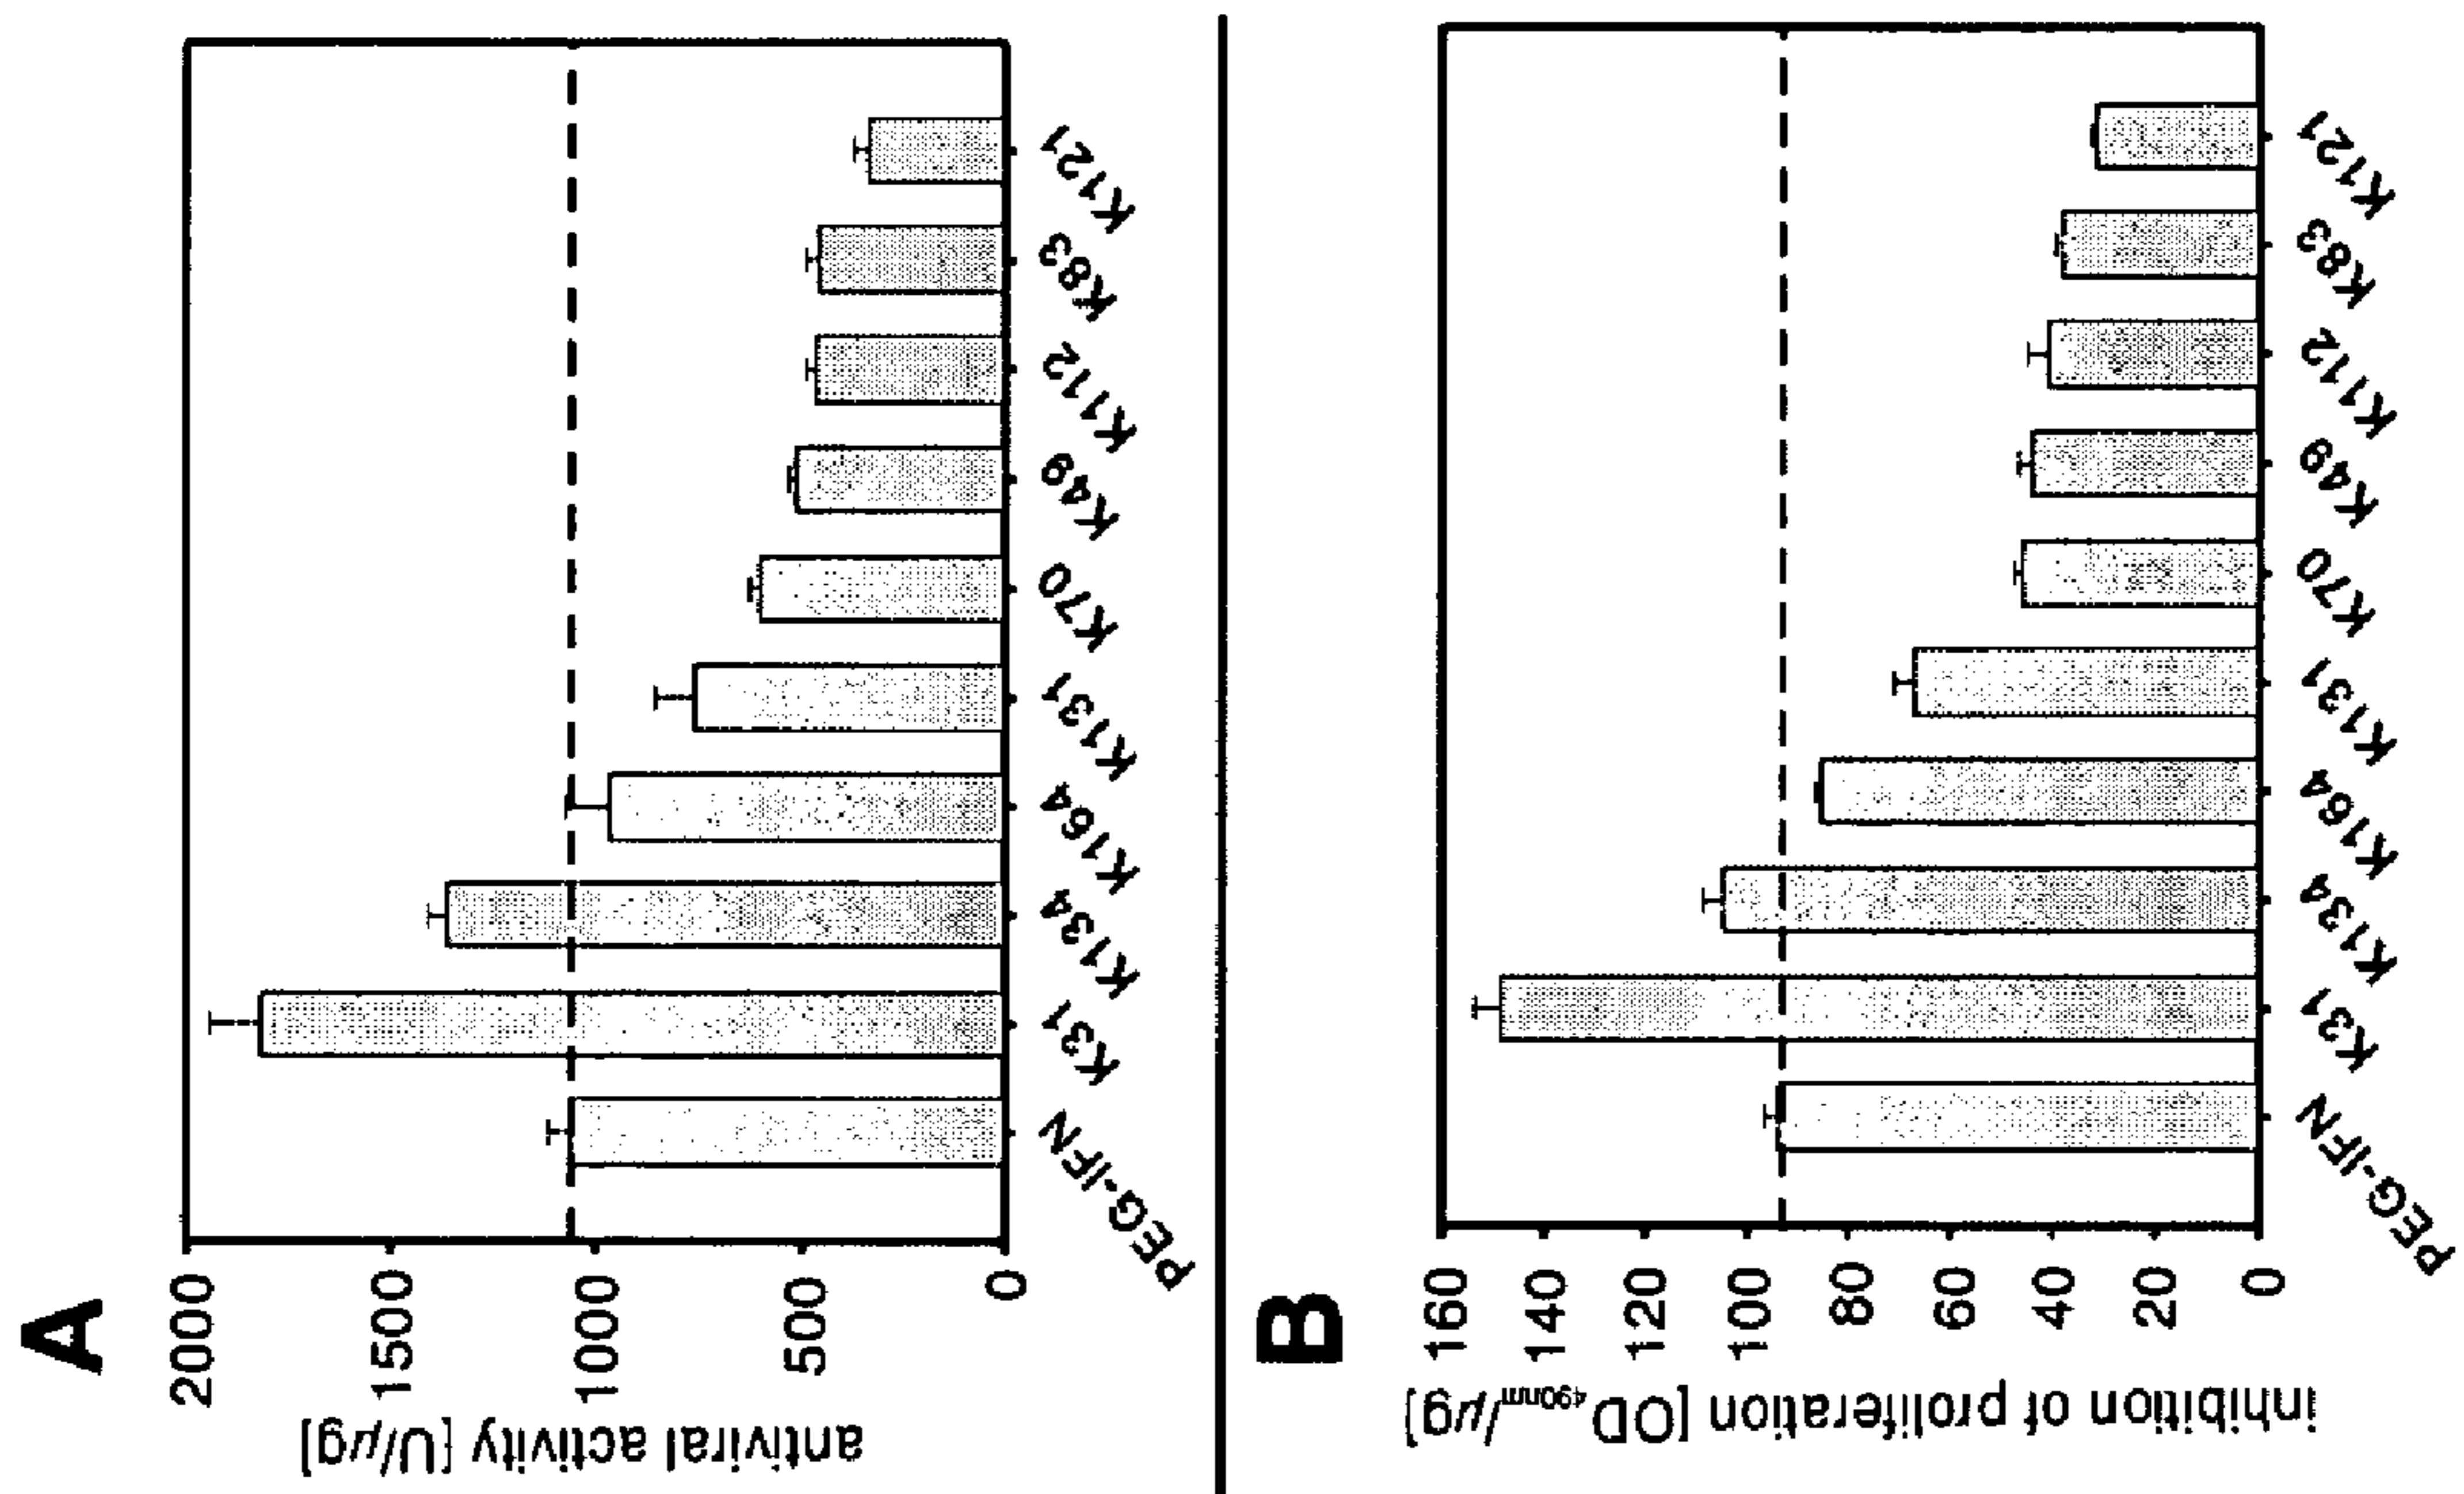 A
antiviral activity [U/µg]
2000
1500
1000
500
0
PEG-IFN
K31
K134
K164
K131
K70
K49
K112
K83
K121
B
inhibition of proliferation [OD490nm/µg]
160
140
120
100
80
60
40
20
0
PEG-IFN
K31
K134
K164
K131
K70
K49
K112
K83
K121